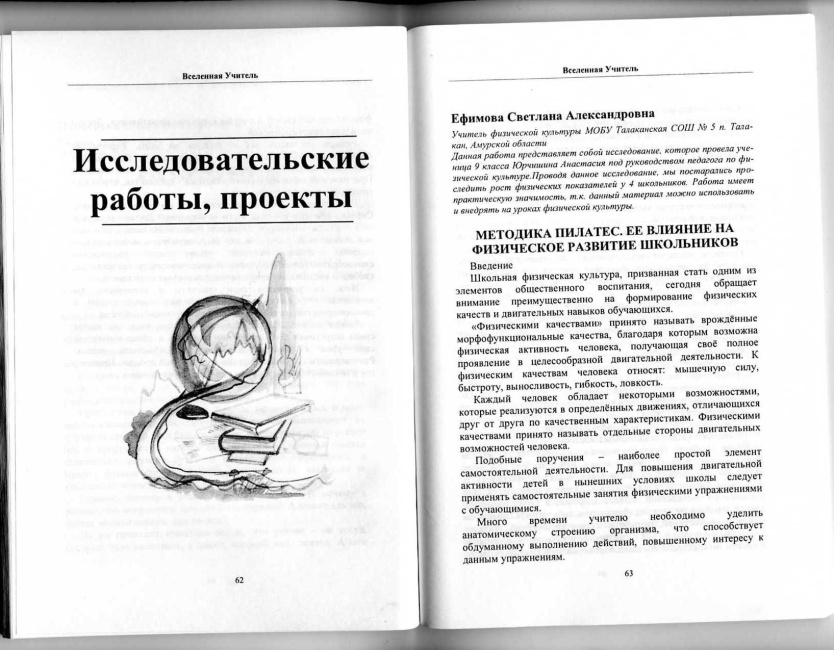 Вселенная Учитель
Исследовательские
работы, проекты
62
Вселенная Учитель
Ефимова Светлана Александровна
Учитель физической культуры МОБУ Талаканская СОШ № 5 п. Тала-
кан, Амурской области
Данная работа представляет собой исследование, которое провела уче-
ница 9 класса Юрчишина Анастасия под руководством педагога по фи-
зической культуре.Проводя данное исследование, мы постарались про-
следить рост физических показателей у 4 школьников. Работа имеет
практическую значимость, т.к. данный материал можно использовать
и внедрять на уроках физической культуры.
МЕТОДИКА ПИЛАТЕС. ЕЕ ВЛИЯНИЕ НА
ФИЗИЧЕСКОЕ РАЗВИТИЕ ШКОЛЬНИКОВ
Введение
Школьная физическая культура, призванная стать одним из
элементов общественного воспитания, сегодня обращает
внимание преимущественно на формирование физических
качеств и двигательных навыков обучающихся.
«Физическими качествами» принято называть врождённые
морфофункциональные качества, благодаря которым возможна
физическая активность человека, получающая своё полное
проявление в целесообразной двигательной деятельности. К
физическим качествам человека относят: мышечную силу,
быстроту, выносливость, гибкость, ловкость.
Каждый человек обладает некоторыми возможностями,
которые реализуются в определённых движениях, отличающихся
друг от друга по качественным характеристикам. Физическими
качествами принято называть отдельные стороны двигательных
возможностей человека.
Подобные поручения – наиболее простой элемент
самостоятельной деятельности. Для повышения двигательной
активности детей в нынешних условиях школы следует
применять самостоятельные занятия физическими упражнениями
с обучающимися.
Много времени учителю необходимо уделить
анатомическому строению организма, что способствует
обдуманному выполнению действий, повышенному интересу к
данным упражнениям.
63